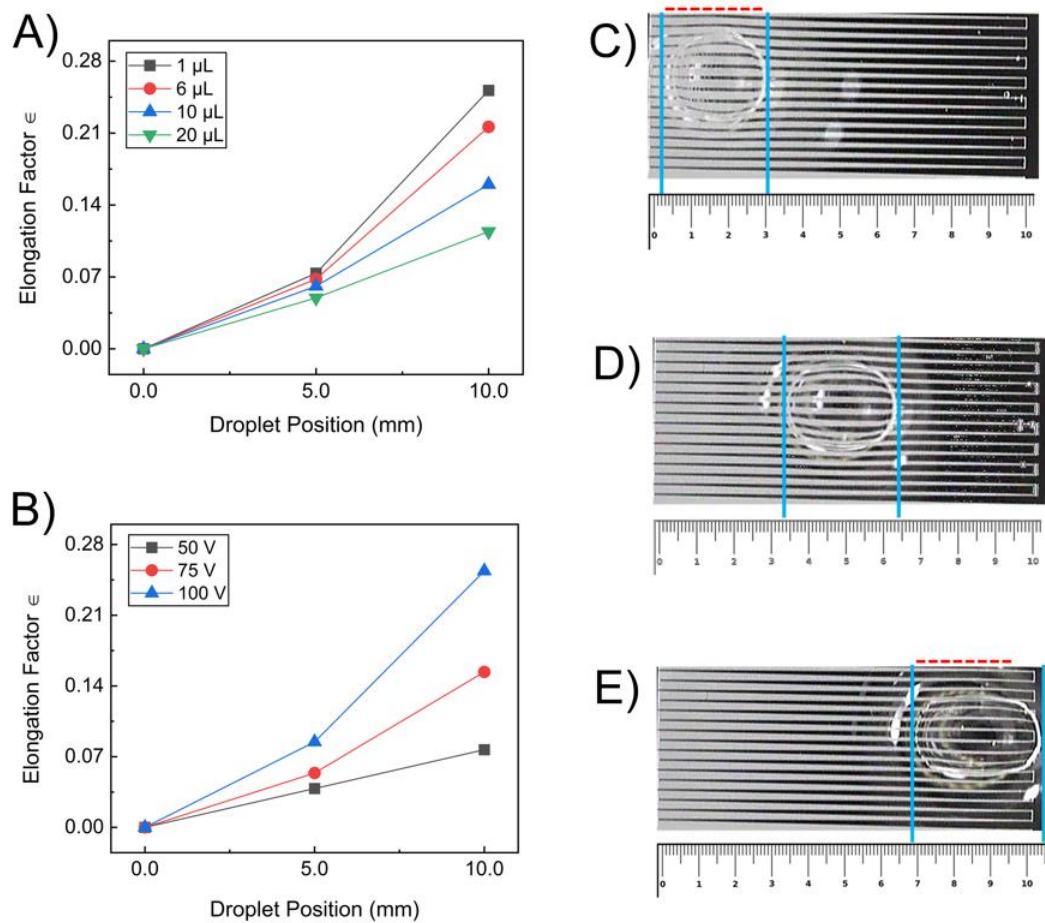 A)
Elongation Factor ϵ
0.28
0.21
0.14
0.07
0.00
1 µL
6 µL
10 µL
20 µL
0.0 5.0 10.0
Droplet Position (mm)
B)
Elongation Factor ϵ
0.28
0.21
0.14
0.07
0.00
50 V
75 V
100 V
0.0 5.0 10.0
Droplet Position (mm)
C)
0 1 2 3 4 5 6 7 8 9 10
D)
0 1 2 3 4 5 6 7 8 9 10
E)
0 1 2 3 4 5 6 7 8 9 10